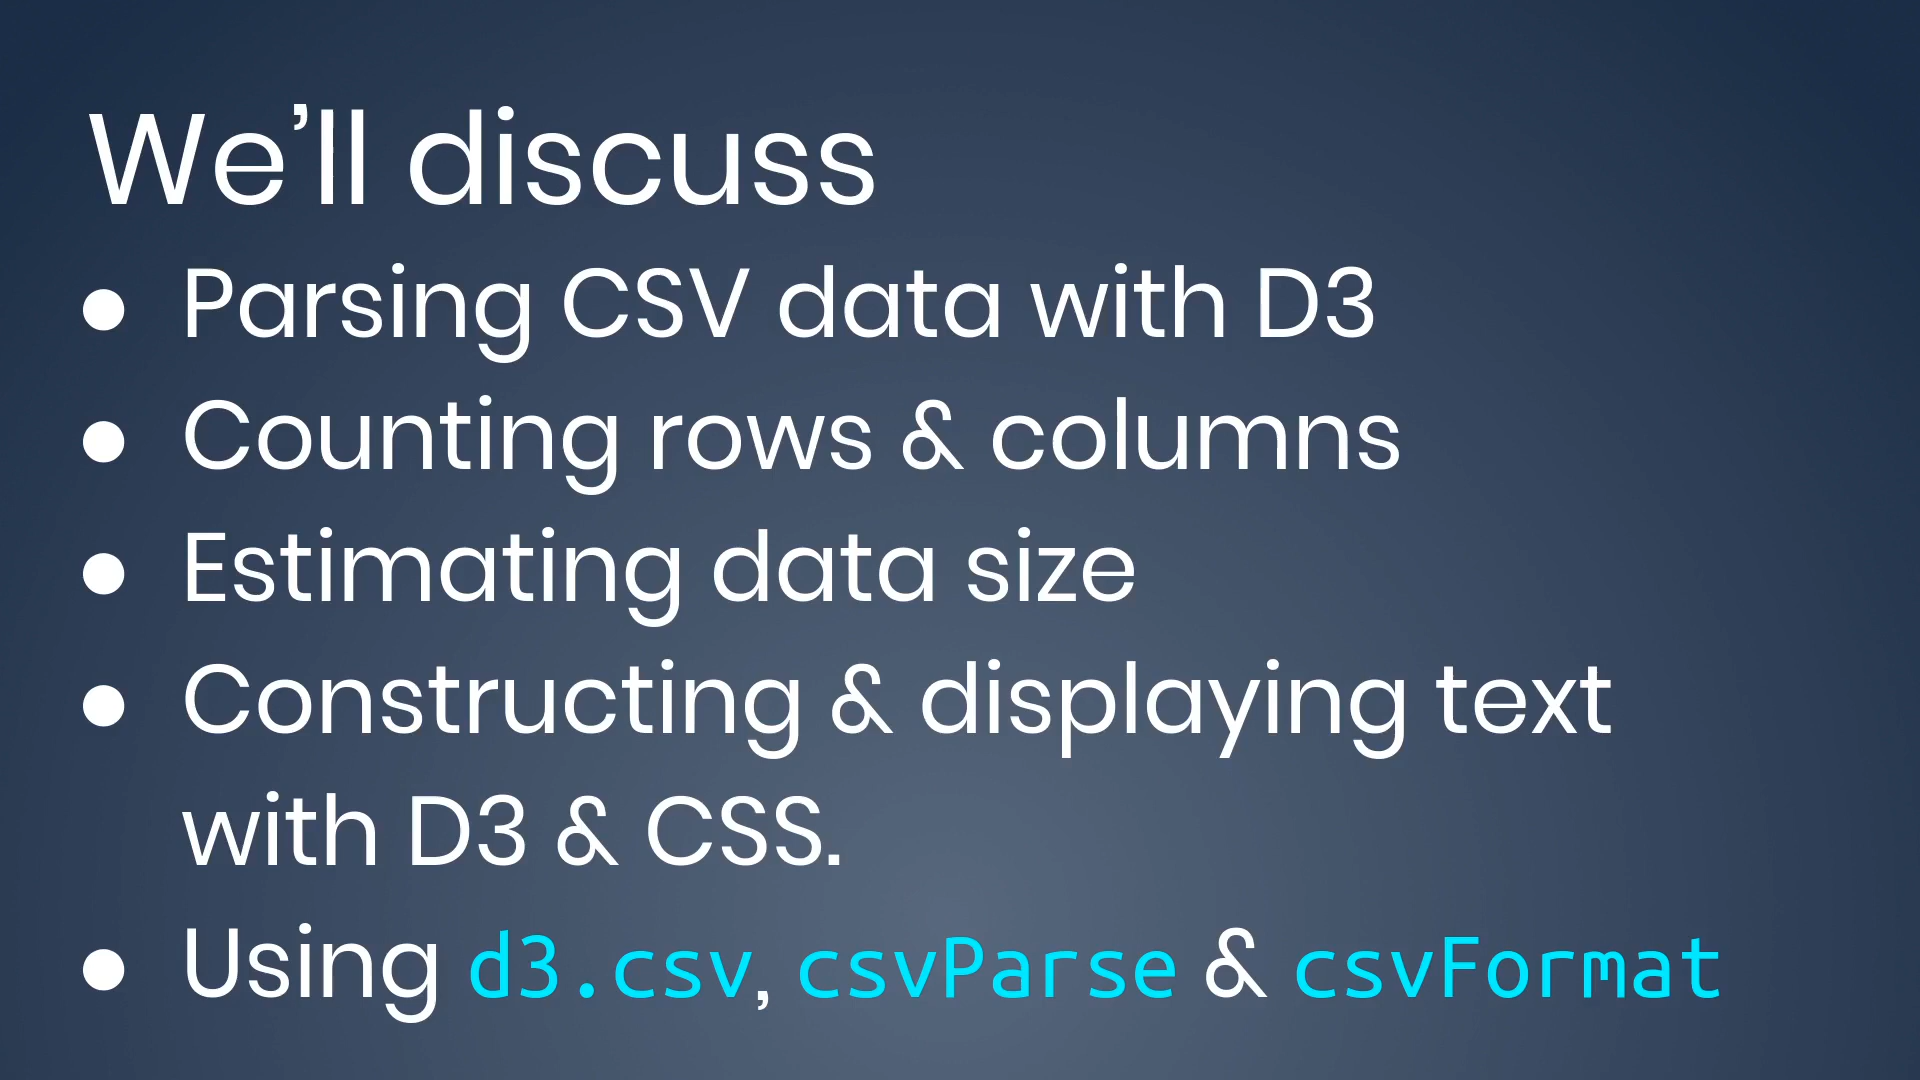 We’ll discuss
● Parsing CSV data with D3
● Counting rows & columns
● Estimating data size
● Constructing & displaying text
with D3 & CSS.
● Using d3.csv, csvParse & csvFormat